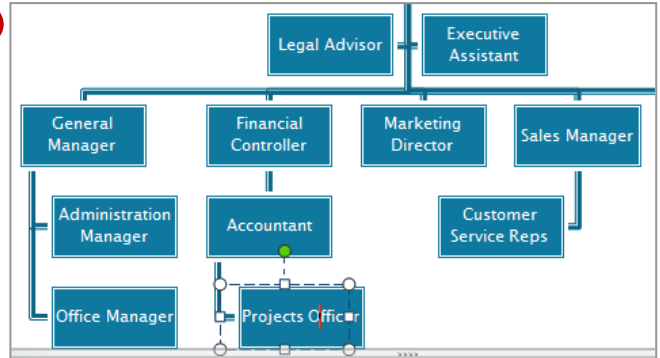 Legal Advisor
Executive
Assistant
General
Manager
Financial
Controller
Marketing
Director
Sales Manager
Administration
Manager
Accountant
Customer
Service Reps
Office Manager
Projects Officer